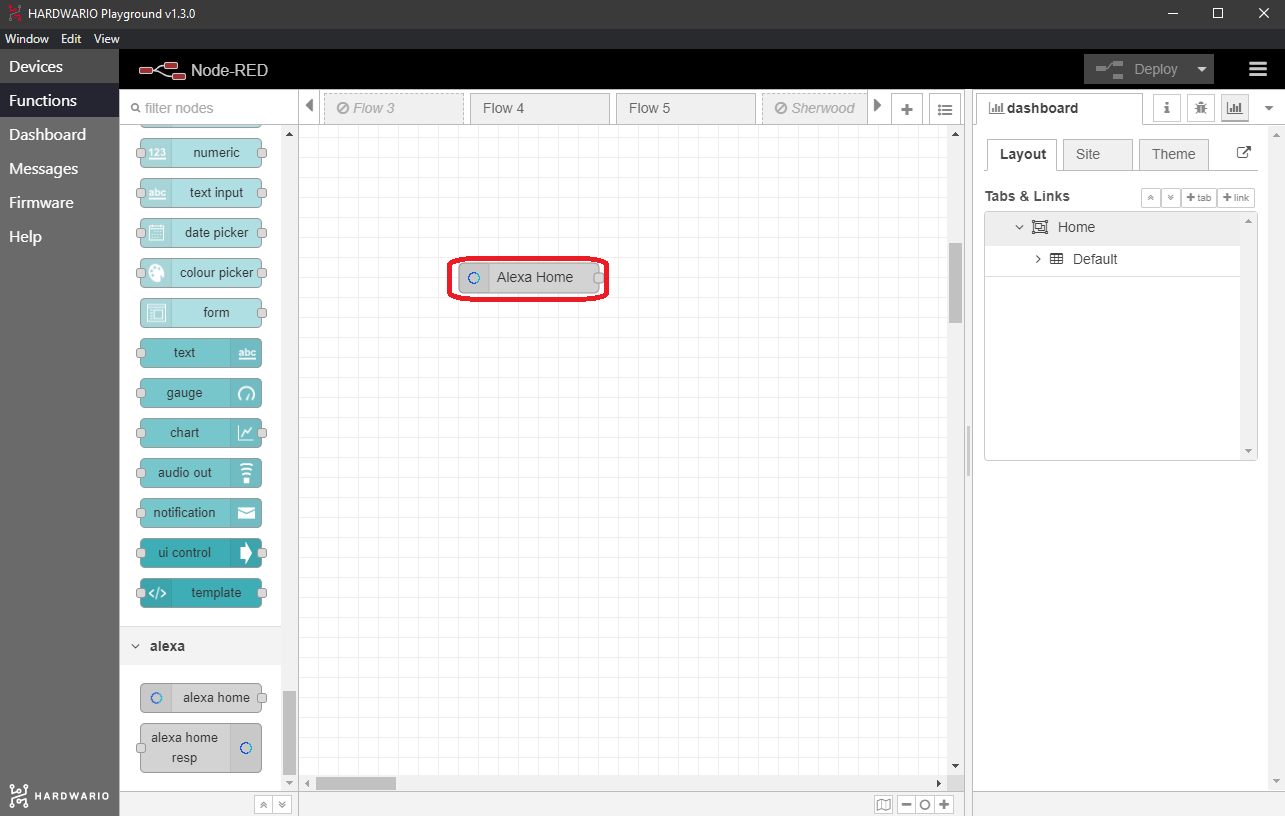 HARDWARIO Playground v1.3.0
Window Edit View
Devices
Functions
Dashboard
Messages
Firmware
Help
HARDWARIO
Node-RED
Deploy
filter nodes
123 numeric
abc text input
date picker
colour picker
form
text abc
gauge
chart
audio out
notification
ui control
</> template
alexa
alexa home
alexa home
resp
Flow 3
Flow 4
Flow 5
Sherwood
Alexa Home
dashboard
i
Layout
Site
Theme
Tabs & Links
+ tab
+ link
Home
Default